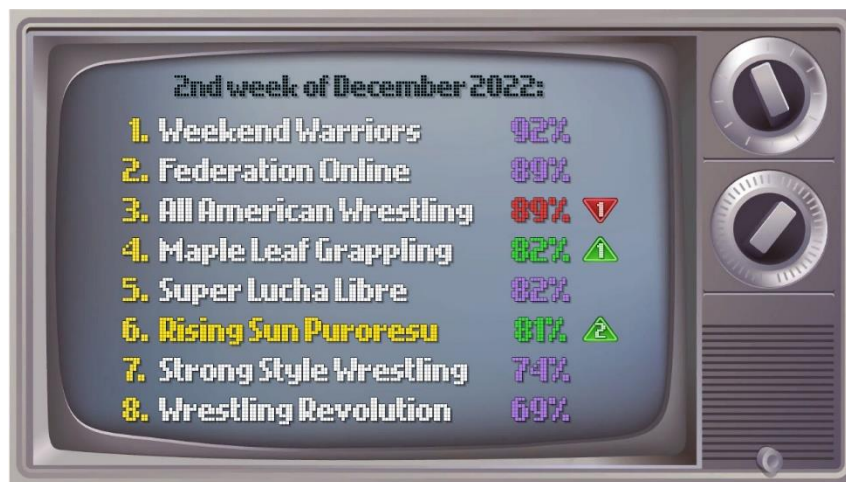 2nd week of December 2022:
1. Weekend Warriors 92%
2. Federation Online 89%
3. All American Wrestling 89% 1
4. Maple Leaf Grappling 82% 1
5. Super Lucha Libre 82%
6. Rising Sun Puroresu 81% 2
7. Strong Style Wrestling 74%
8. Wrestling Revolution 69%